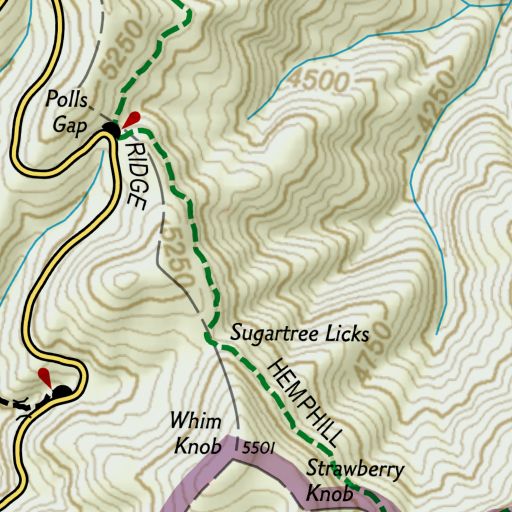 5250
4500
4250
Polls
Gap
RIDGE
5250
Sugartree Licks
4750
HEMPHILL
Whim
Knob
5501
Strawberry
Knob